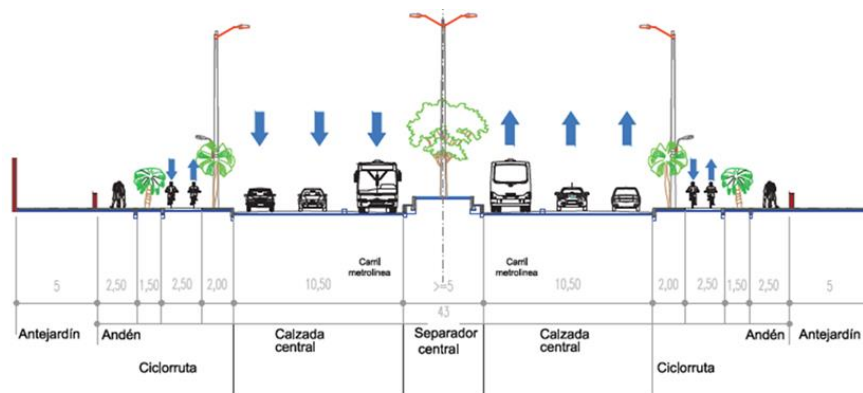 Carril
metrolinea
Carril
metrolinea
5
2,50
1,50
2,50
2,00
10,50
>=5
10,50
2,00
2,50
1,50
2,50
5
43
Antejardín
Andén
Calzada
central
Separador
central
Calzada
central
Andén
Antejardín
Ciclorruta
Ciclorruta